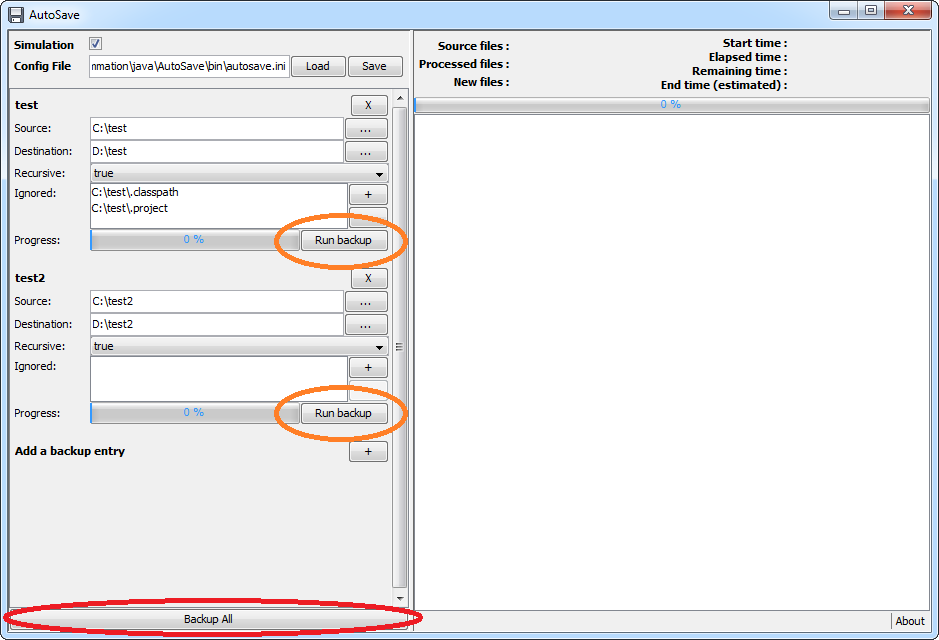 AutoSave
Simulation
Config File nmation\java\AutoSave\bin\autosave.ini Load Save
test X
Source: C:\test ...
Destination: D:\test ...
Recursive: true
Ignored: C:\test\.classpath +
C:\test\.project
Progress: 0 % Run backup
test2 X
Source: C:\test2 ...
Destination: D:\test2 ...
Recursive: true
Ignored: +
Progress: 0 % Run backup
Add a backup entry +
Backup All
Source files :
Processed files :
New files :
Start time :
Elapsed time :
Remaining time :
End time (estimated) :
0 %
About